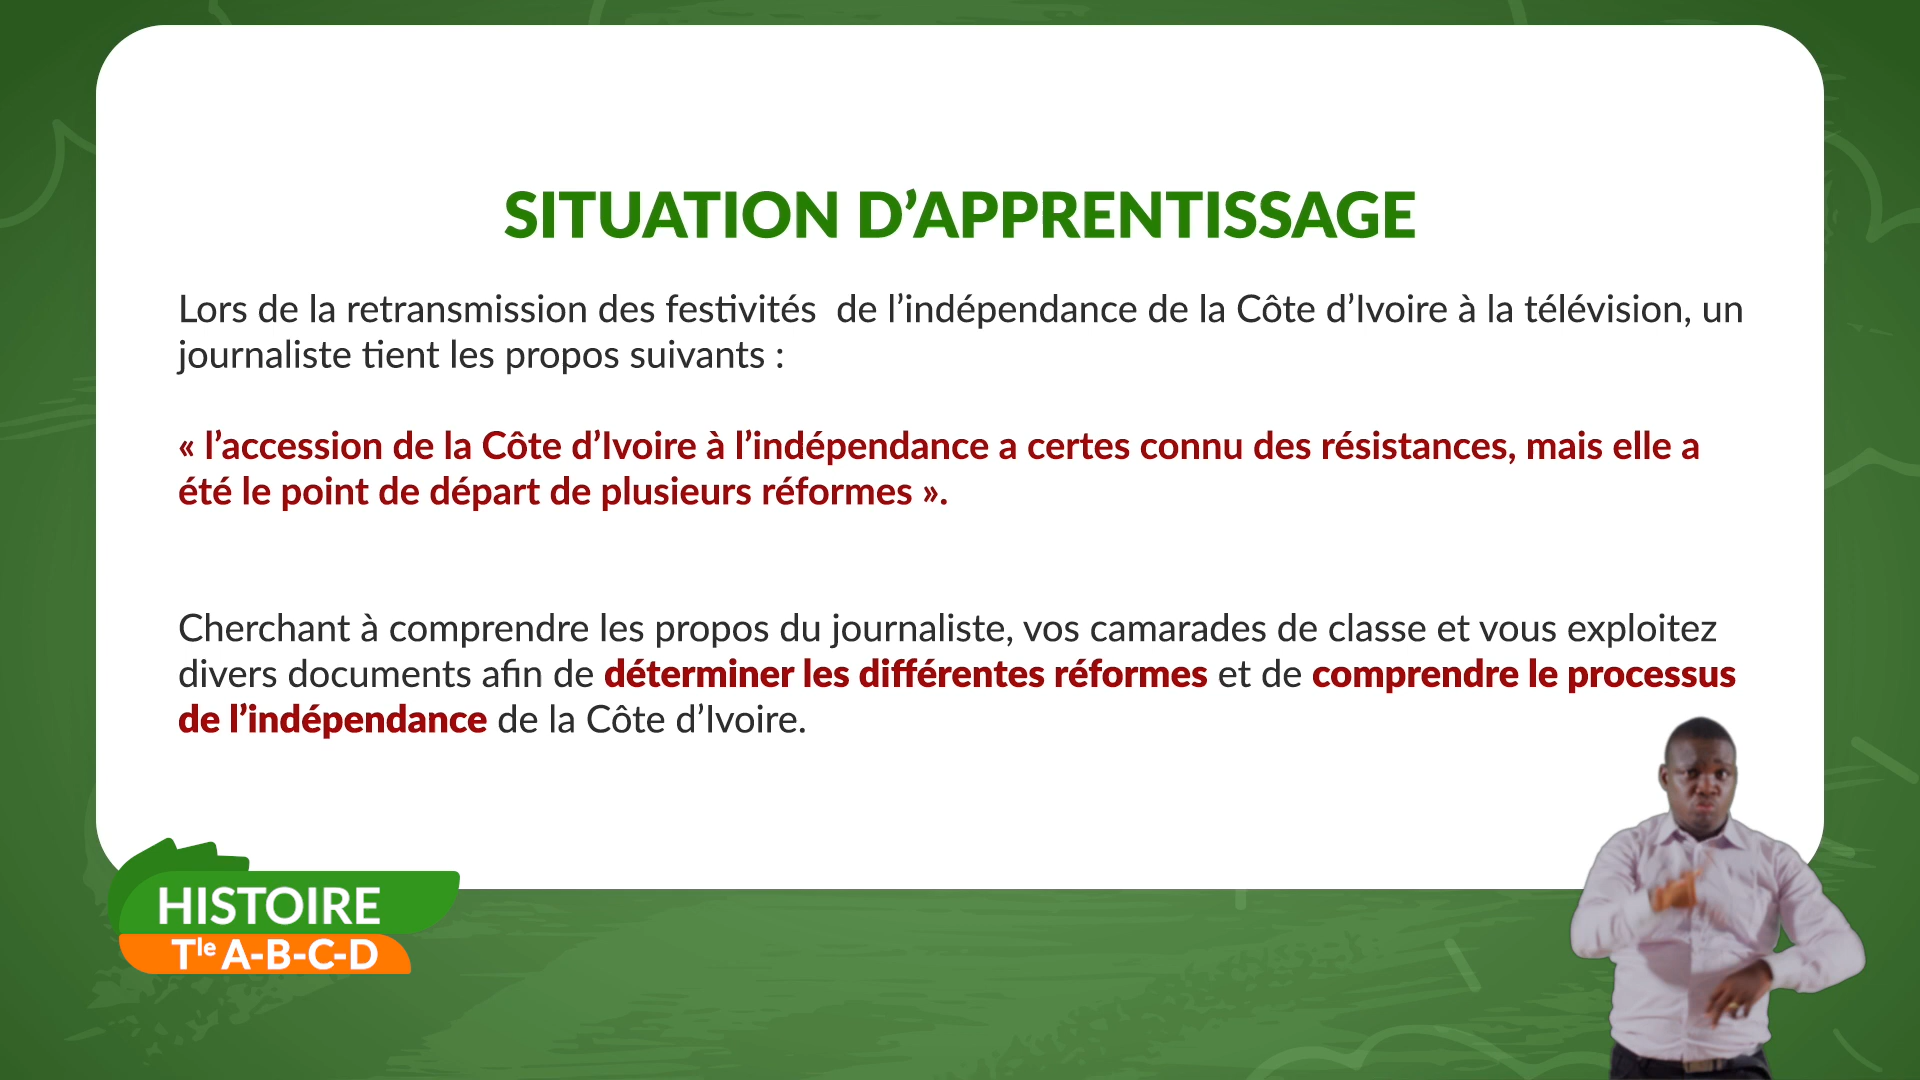 SITUATION D’APPRENTISSAGE
Lors de la retransmission des festivités  de l’indépendance de la Côte d’Ivoire à la télévision, un
journaliste tient les propos suivants :
« l’accession de la Côte d’Ivoire à l’indépendance a certes connu des résistances, mais elle a
été le point de départ de plusieurs réformes ».
Cherchant à comprendre les propos du journaliste, vos camarades de classe et vous exploitez
divers documents afin de déterminer les différentes réformes et de comprendre le processus
de l’indépendance de la Côte d’Ivoire.
HISTOIRE
Tle A-B-C-D